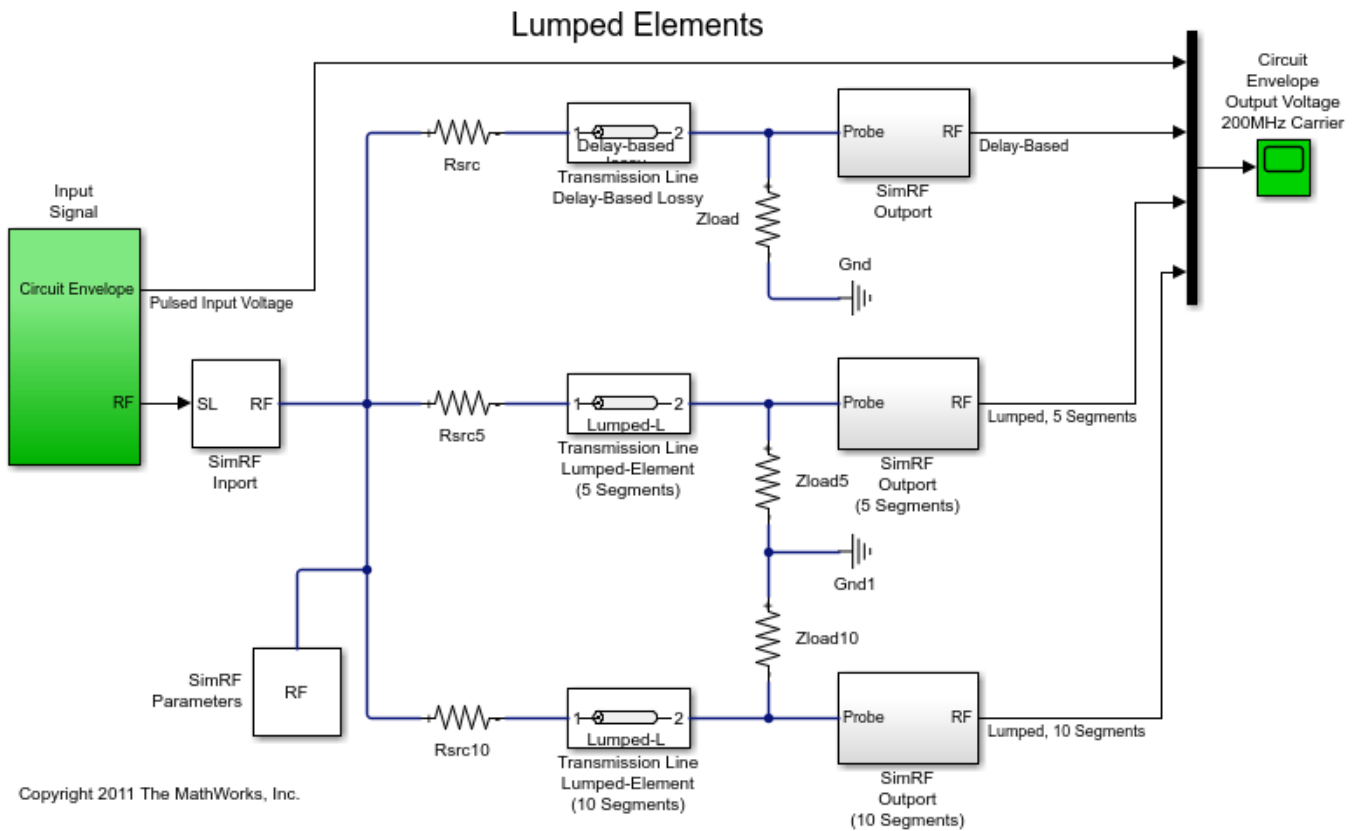 Lumped Elements
Circuit
Envelope
Output Voltage
200MHz Carrier
Input
Signal
Circuit Envelope
Pulsed Input Voltage
RF
SL RF
SimRF
Inport
SimRF
Parameters
RF
Rsrc
1 2
Delay-based
lossy
Transmission Line
Delay-Based Lossy
Zload
Gnd
Probe RF
SimRF
Outport
Delay-Based
Rsrc5
1 2
Lumped-L
Transmission Line
Lumped-Element
(5 Segments)
Zload5
Gnd1
Probe RF
SimRF
Outport
(5 Segments)
Lumped, 5 Segments
Zload10
Rsrc10
1 2
Lumped-L
Transmission Line
Lumped-Element
(10 Segments)
Probe RF
SimRF
Outport
(10 Segments)
Lumped, 10 Segments
Copyright 2011 The MathWorks, Inc.